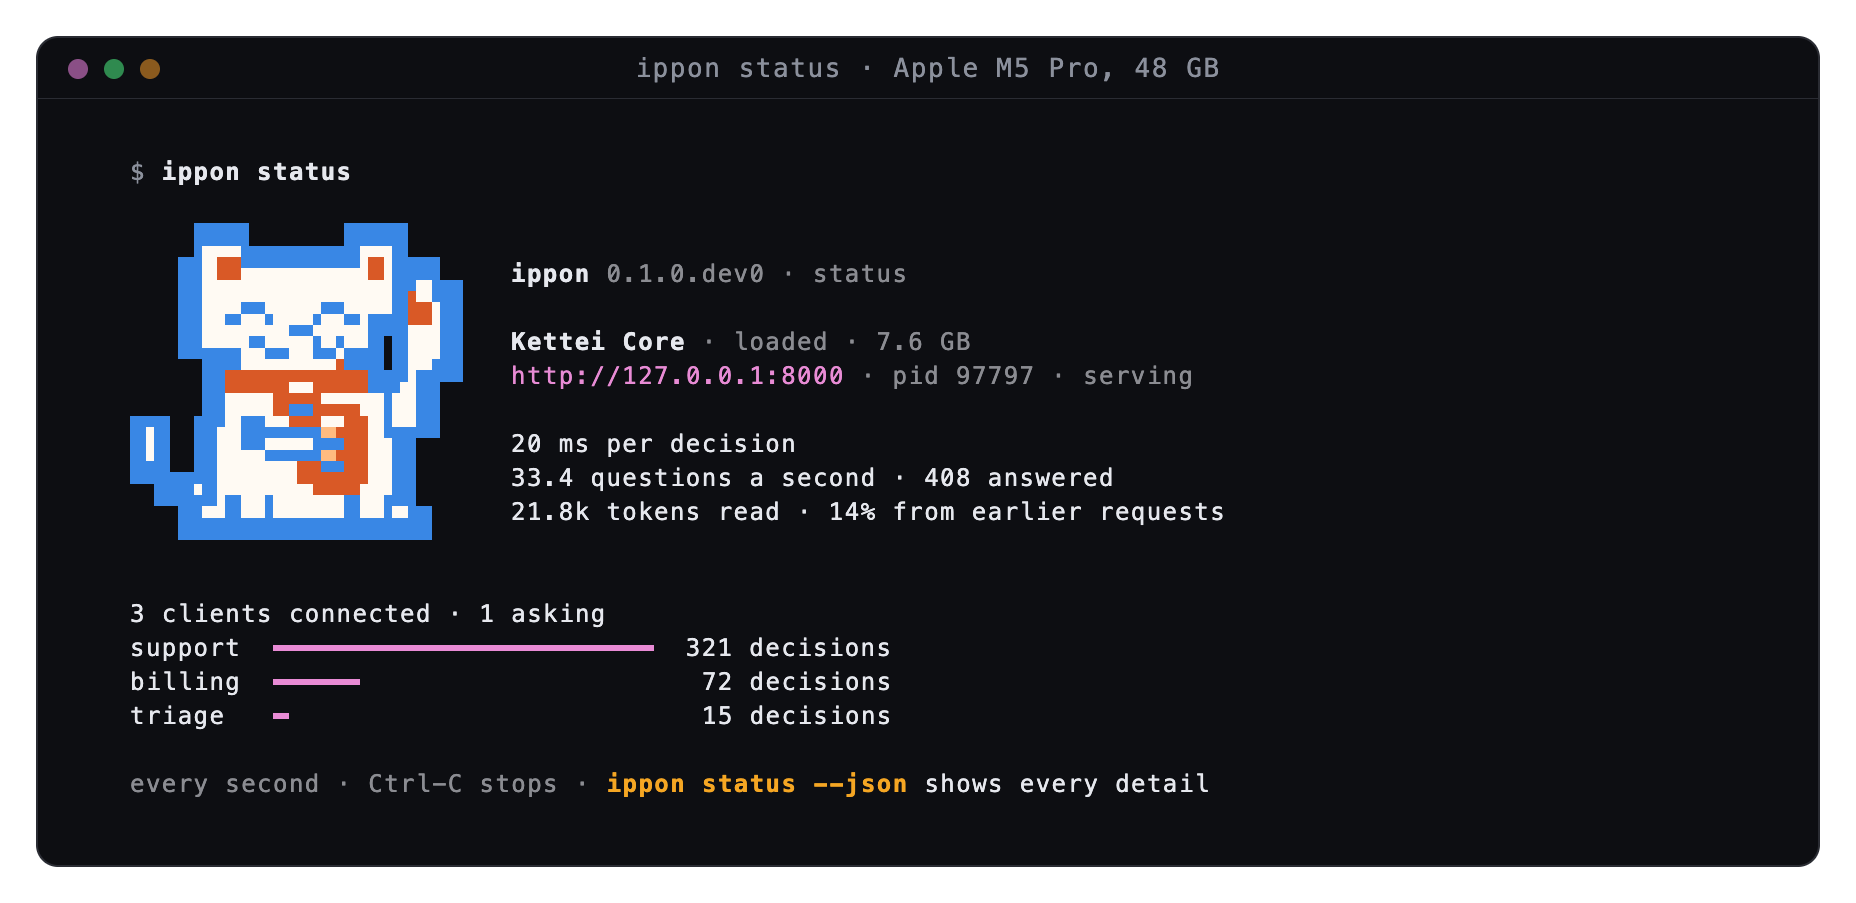 ippon status · Apple M5 Pro, 48 GB
$ ippon status
ippon 0.1.0.dev0 · status
Kettei Core · loaded · 7.6 GB
http://127.0.0.1:8000 · pid 97797 · serving
20 ms per decision
33.4 questions a second · 408 answered
21.8k tokens read · 14% from earlier requests
3 clients connected · 1 asking
support 321 decisions
billing 72 decisions
triage 15 decisions
every second · Ctrl-C stops · ippon status --json shows every detail